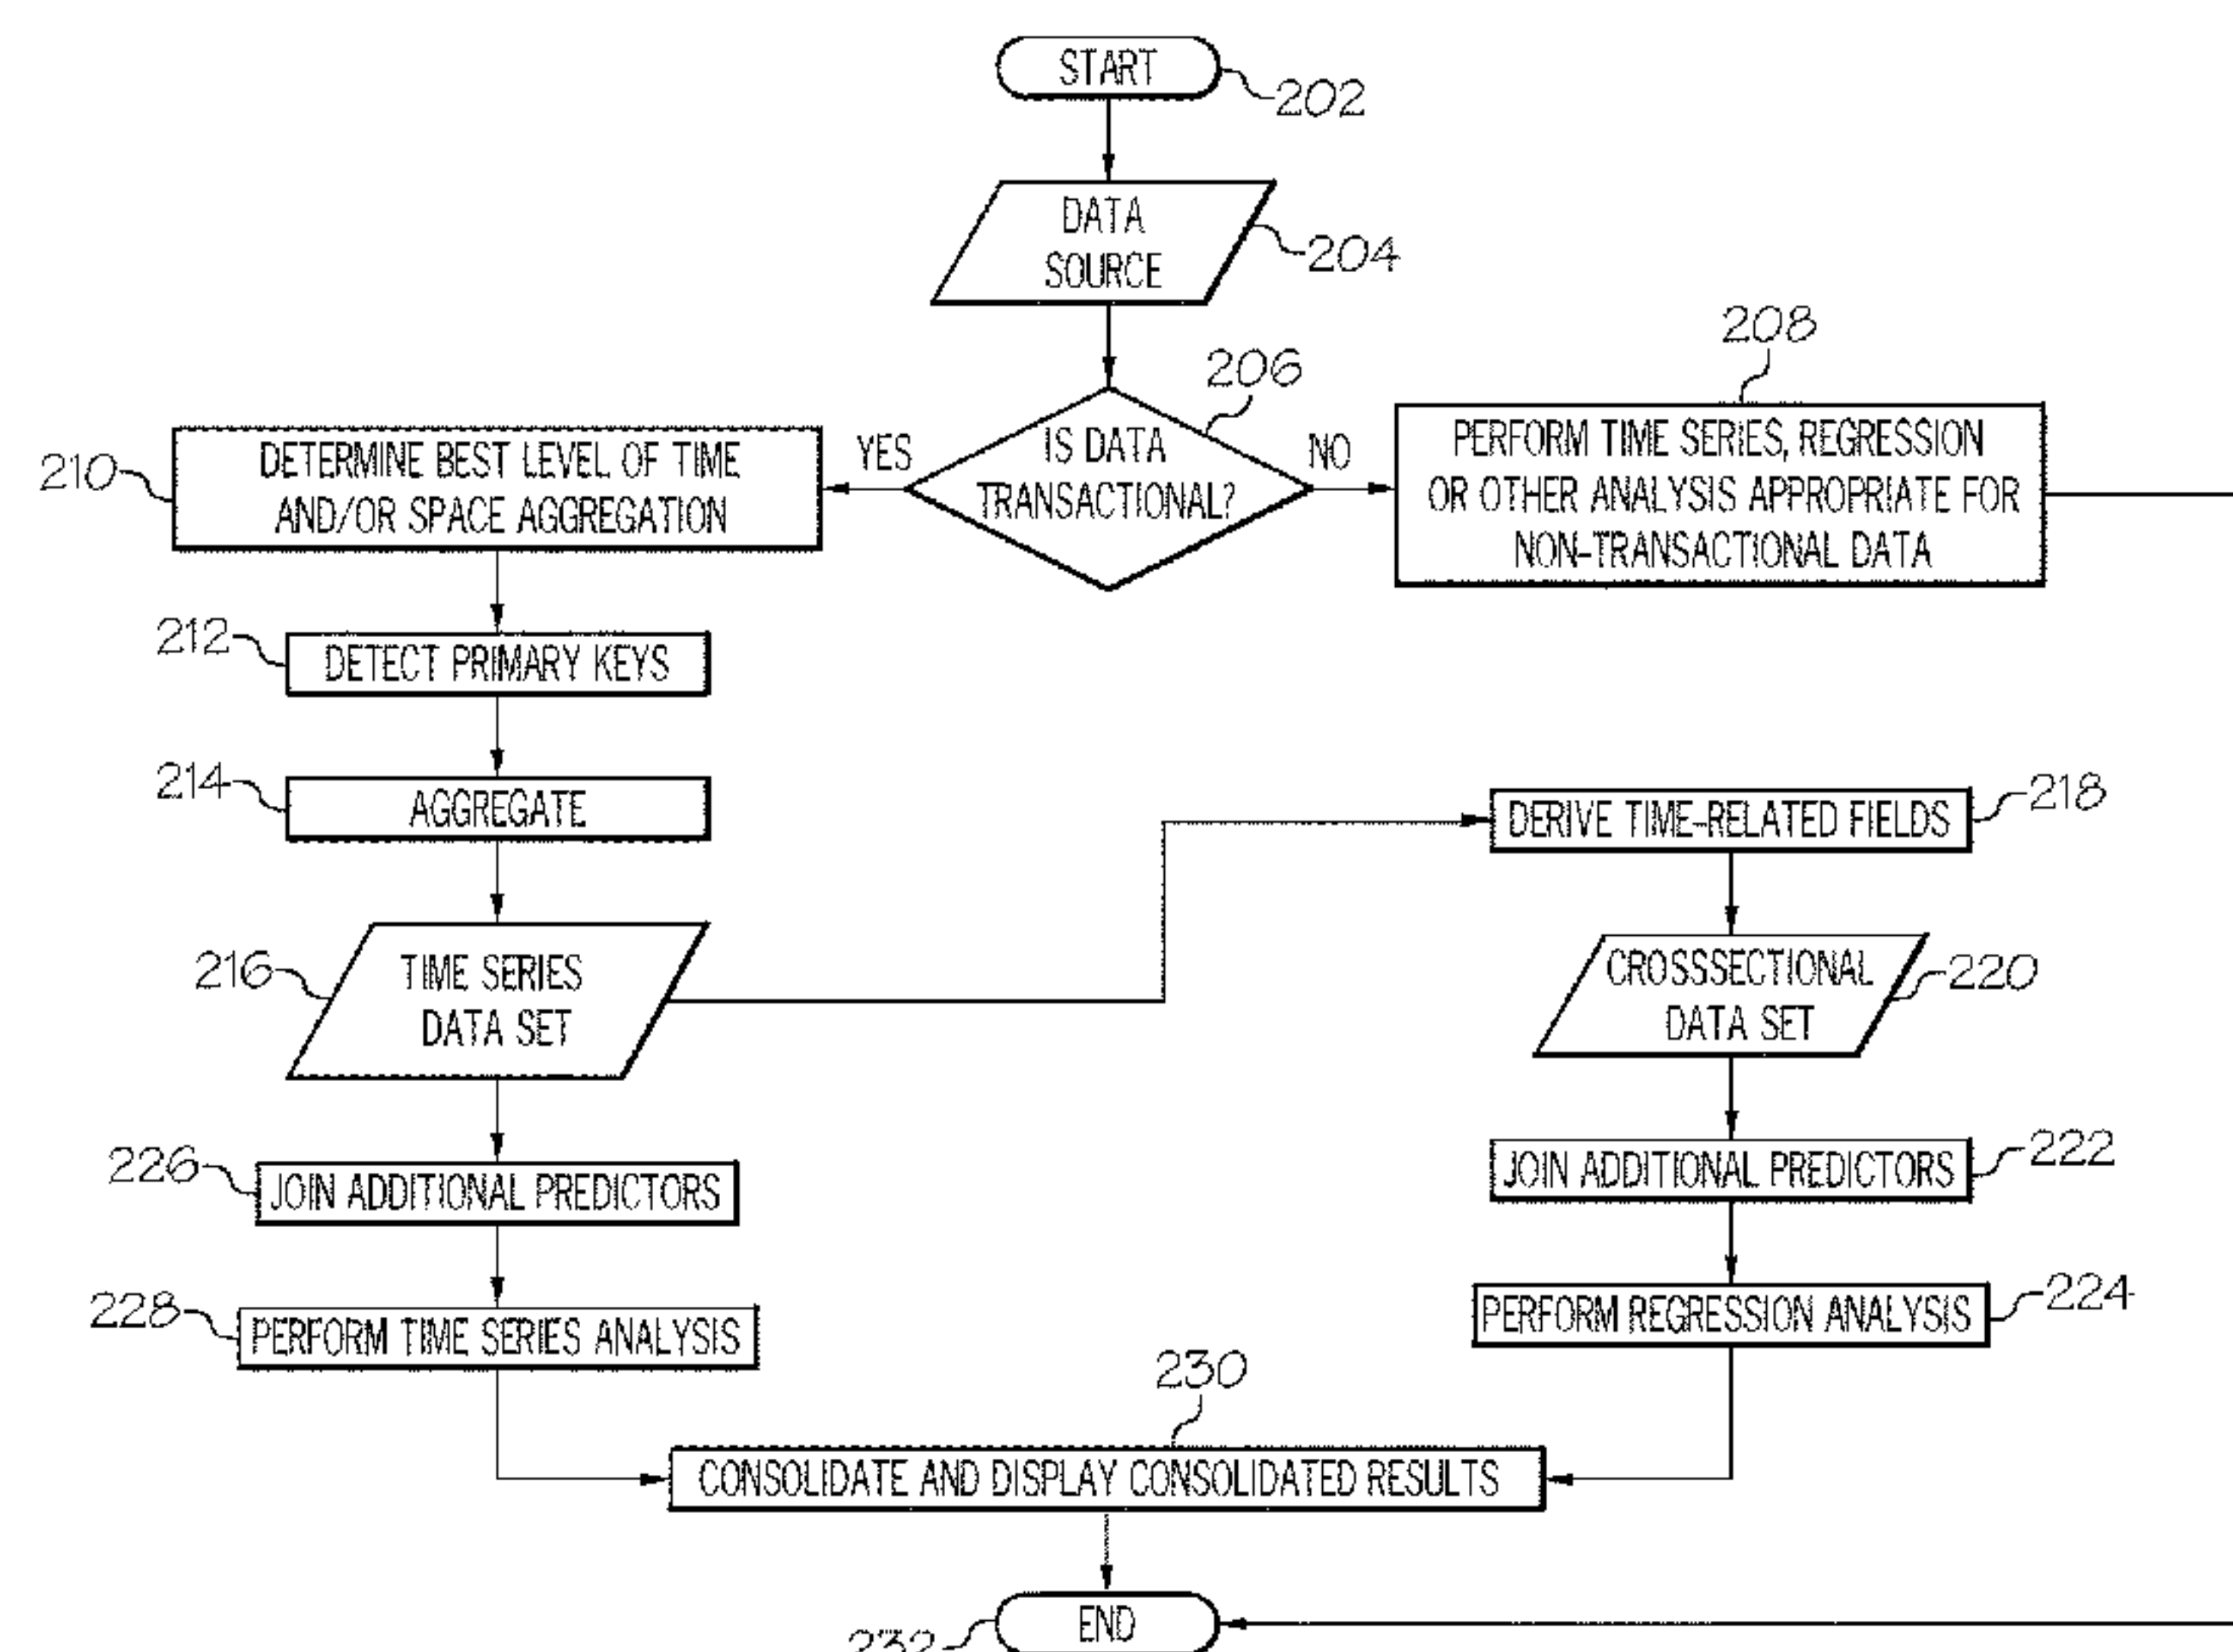 START
202
DATA
SOURCE
204
206
208
IS DATA
TRANSACTIONAL?
YES
NO
210
DETERMINE BEST LEVEL OF TIME
AND/OR SPACE AGGREGATION
PERFORM TIME SERIES, REGRESSION
OR OTHER ANALYSIS APPROPRIATE FOR
NON-TRANSACTIONAL DATA
212
DETECT PRIMARY KEYS
214
AGGREGATE
216
TIME SERIES
DATA SET
DERIVE TIME-RELATED FIELDS
218
CROSSSECTIONAL
DATA SET
220
226
JOIN ADDITIONAL PREDICTORS
JOIN ADDITIONAL PREDICTORS
222
228
PERFORM TIME SERIES ANALYSIS
PERFORM REGRESSION ANALYSIS
224
230
CONSOLIDATE AND DISPLAY CONSOLIDATED RESULTS
END
232